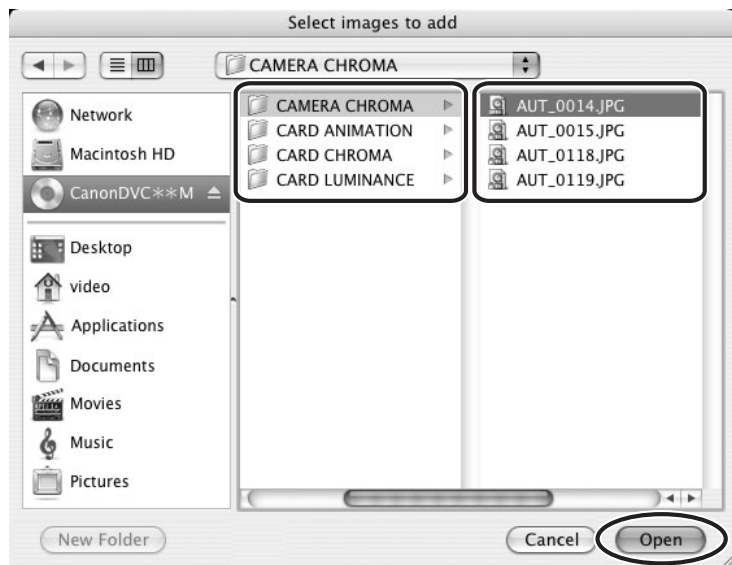 Select images to add
CAMERA CHROMA
Network
Macintosh HD
CanonDVC**M
Desktop
video
Applications
Documents
Movies
Music
Pictures
CAMERA CHROMA
CARD ANIMATION
CARD CHROMA
CARD LUMINANCE
AUT_0014.JPG
AUT_0015.JPG
AUT_0118.JPG
AUT_0119.JPG
New Folder
Cancel
Open